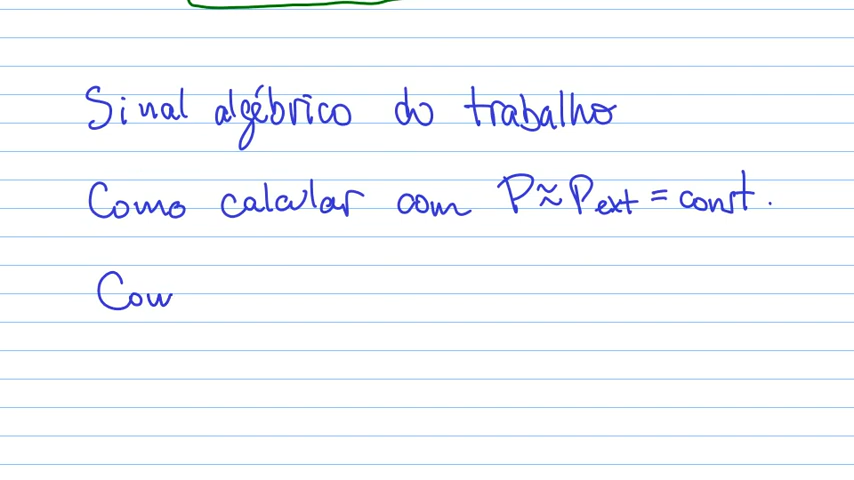 Sinal algébrico do trabalho
Como calcular com P≈Pext = const.
Com